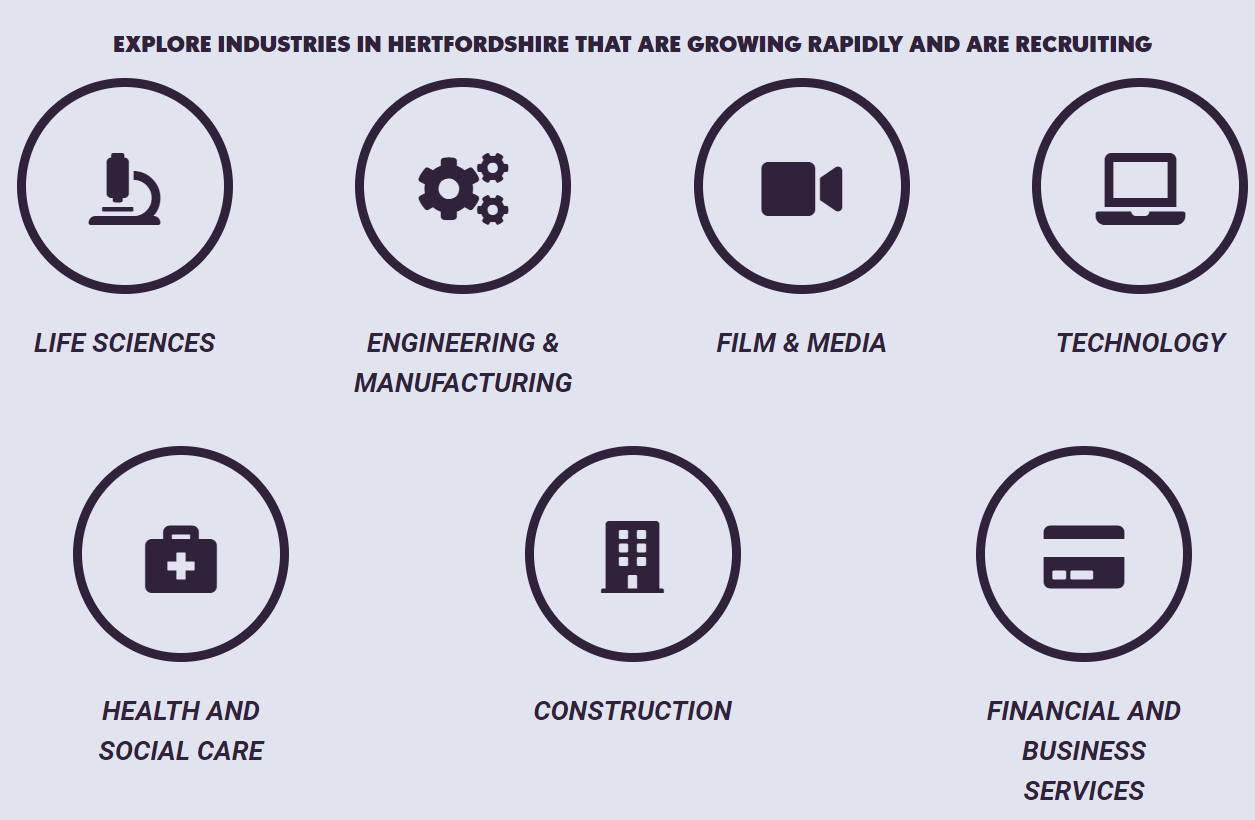 EXPLORE INDUSTRIES IN HERTFORDSHIRE THAT ARE GROWING RAPIDLY AND ARE RECRUITING
LIFE SCIENCES
ENGINEERING &
MANUFACTURING
FILM & MEDIA
TECHNOLOGY
HEALTH AND
SOCIAL CARE
CONSTRUCTION
FINANCIAL AND
BUSINESS
SERVICES